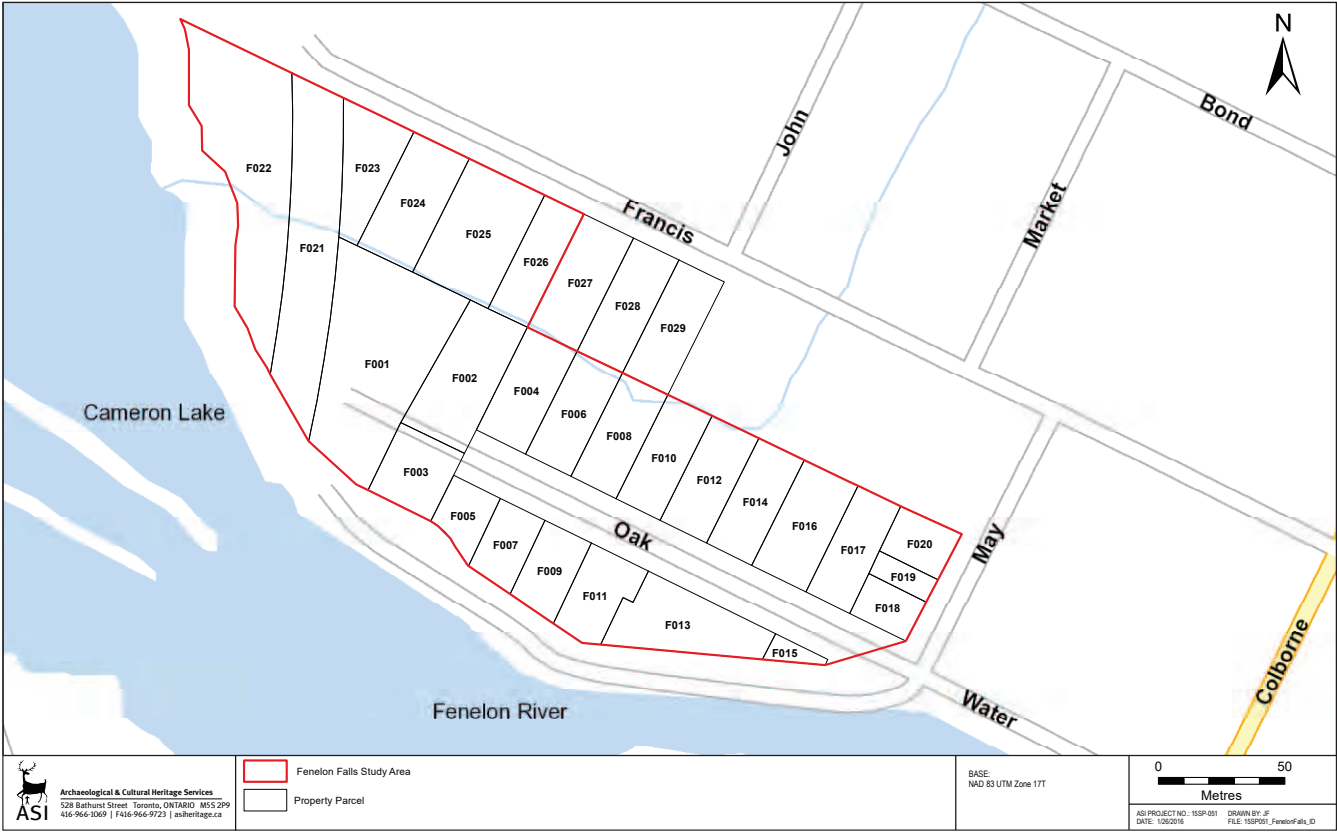 N
Bond
John
Market
Francis
F022
F023
F024
F021
F025
F026
F027
F028
F029
F001
F002
F004
F006
F008
F010
F012
F014
F016
F017
F020
F019
F018
F003
F005
F007
F009
F011
F013
F015
Cameron Lake
Oak
May
Colborne
Water
Fenelon River
ASI
Archaeological & Cultural Heritage Services
528 Bathurst Street Toronto, ONTARIO M5S 2P9
416-966-1069 | F416-966-9723 | asiheritage.ca
Fenelon Falls Study Area
Property Parcel
BASE:
NAD 83 UTM Zone 17T
0 50
Metres
ASI PROJECT NO.: 15SP-051 DRAWN BY: JF
DATE: 1/26/2016 FILE: 15SP051_FenelonFalls_ID